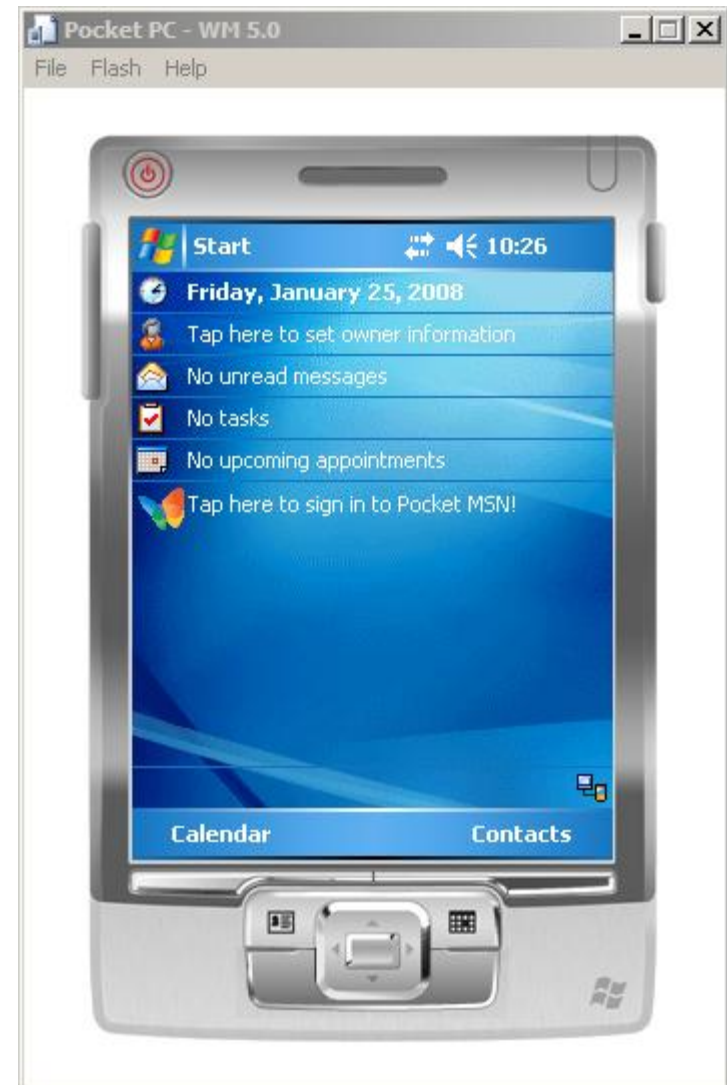 Pocket PC - WM 5.0
File Flash Help
Start 10:26
Friday, January 25, 2008
Tap here to set owner information
No unread messages
No tasks
No upcoming appointments
Tap here to sign in to Pocket MSN!
Calendar Contacts